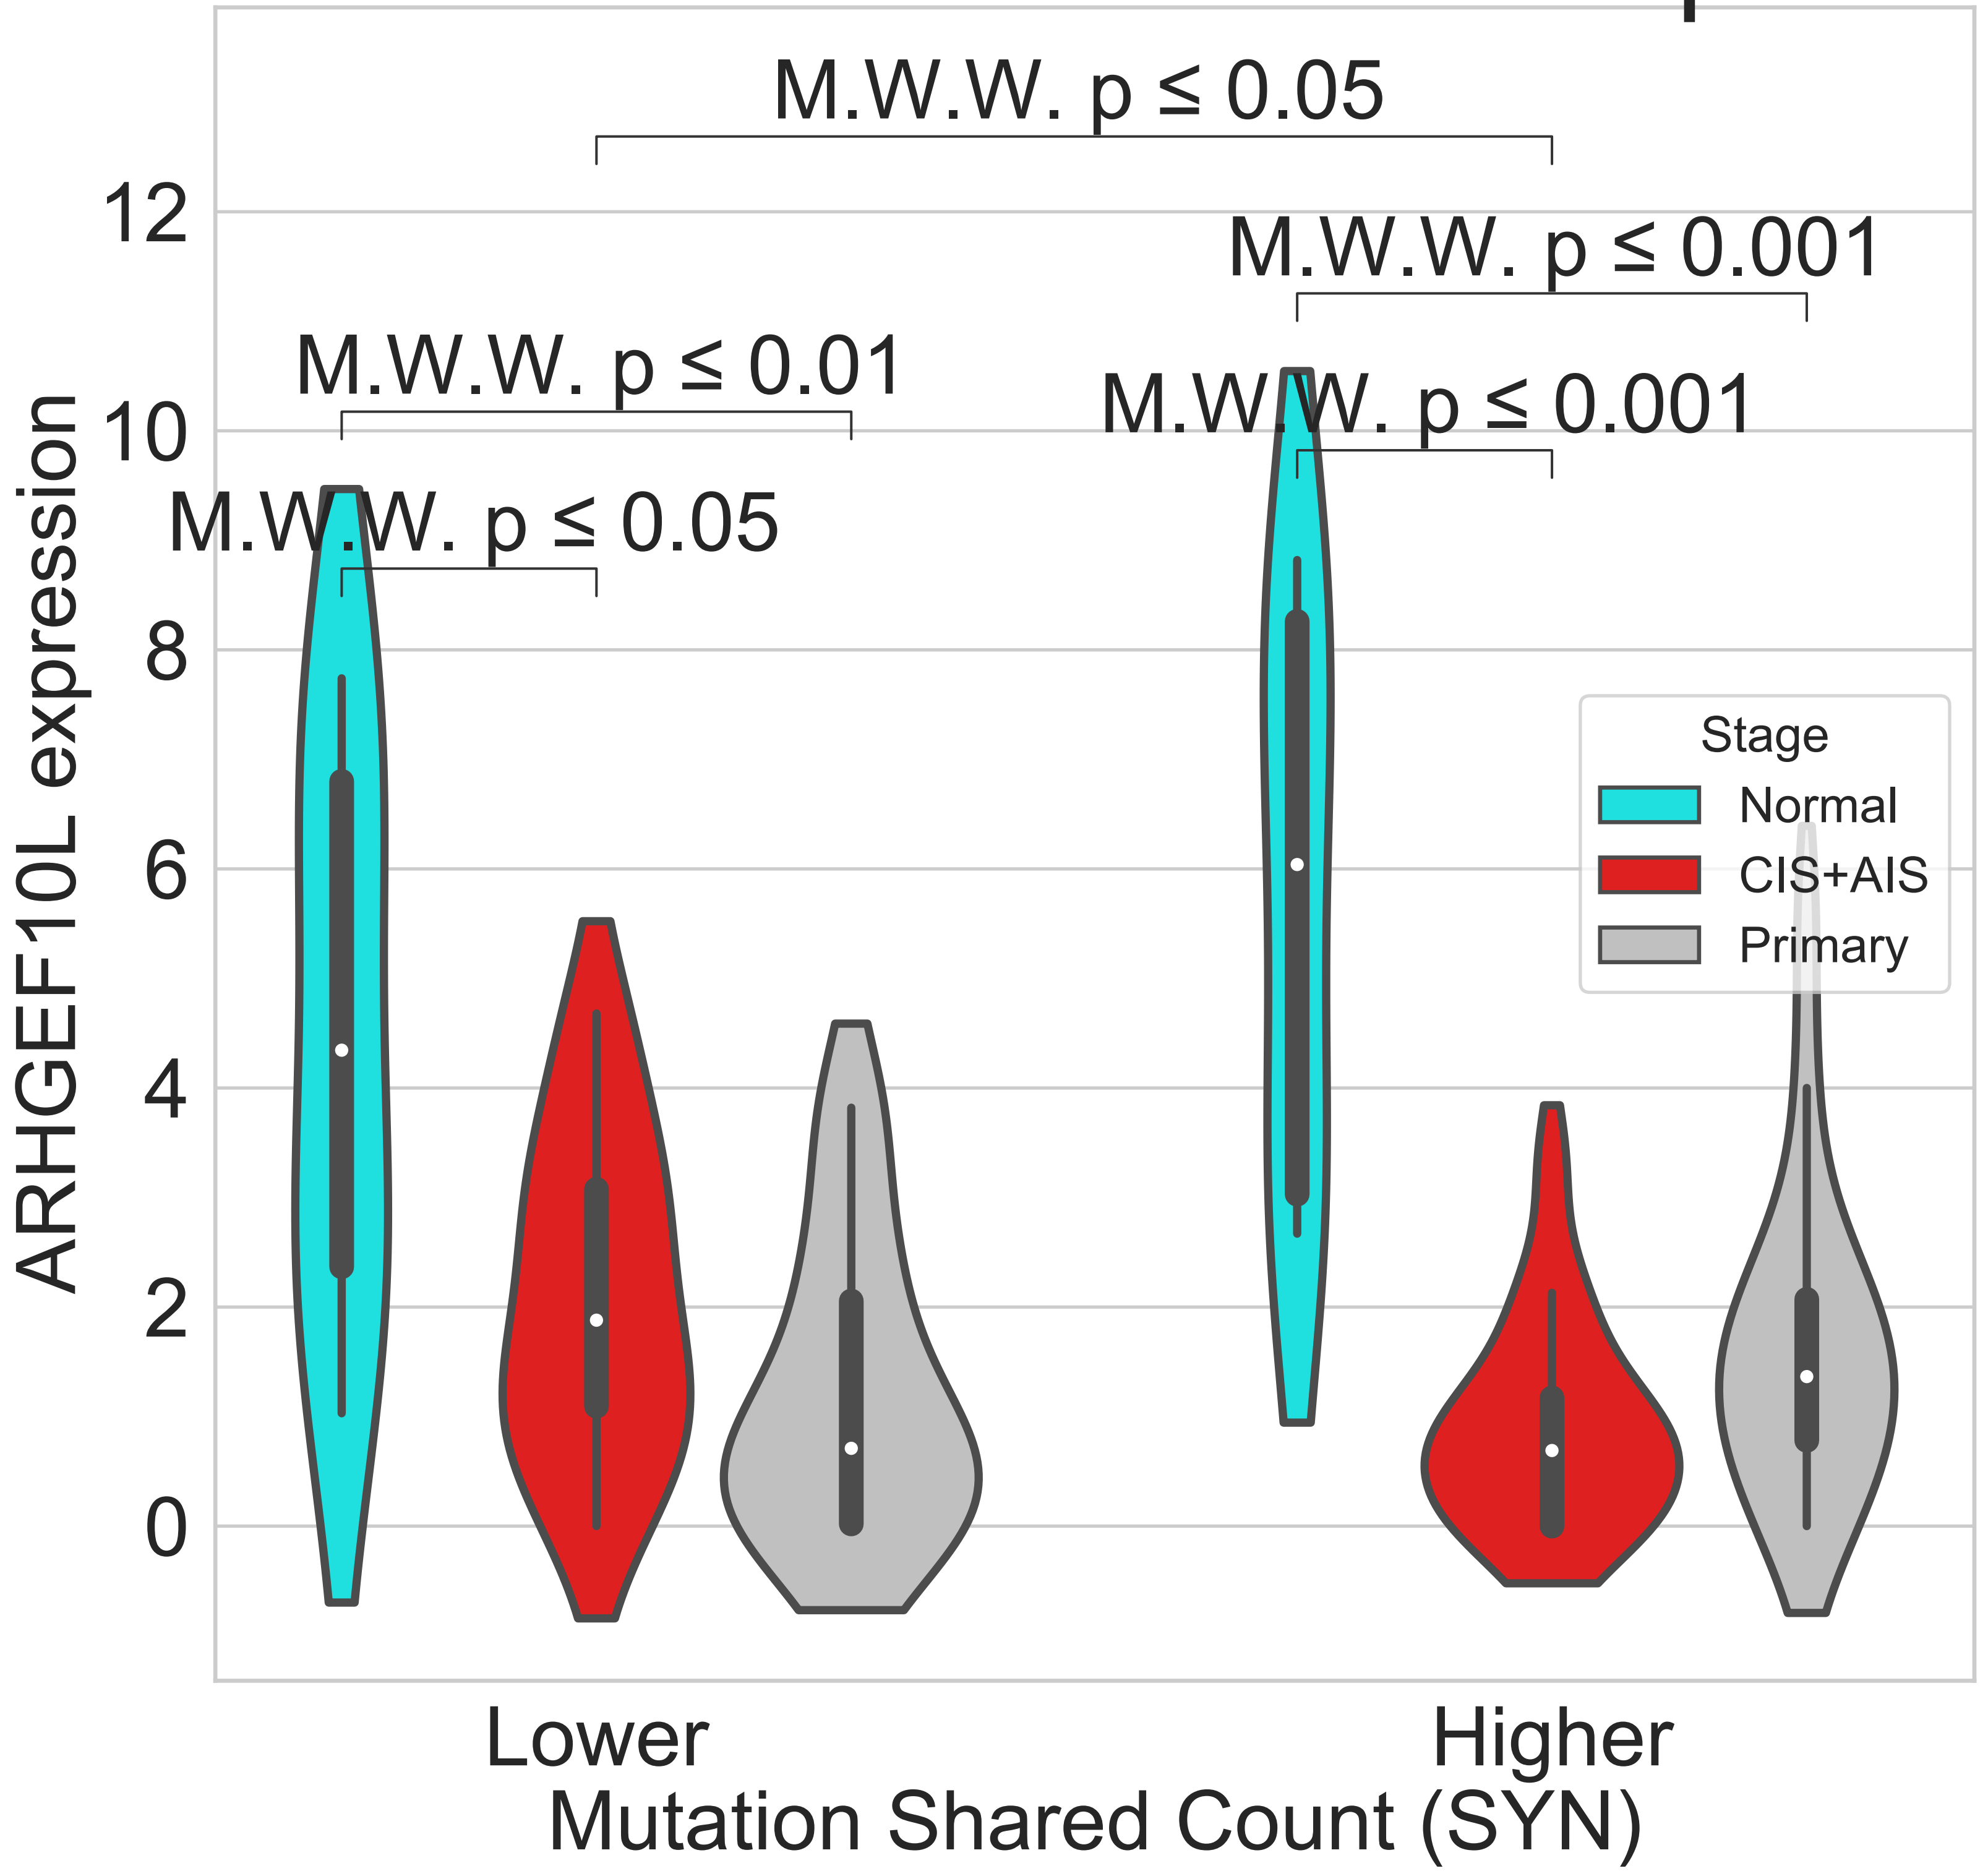 M.W.W. p ≤ 0.05
12
M.W.W. p ≤ 0.001
M.W.W. p ≤ 0.01
M.W.W. p ≤ 0.001
10
M.W.W. p ≤ 0.05
8
6
4
2
0
ARHGEF10L expression
Stage
Normal
CIS+AIS
Primary
Lower
Higher
Mutation Shared Count (SYN)